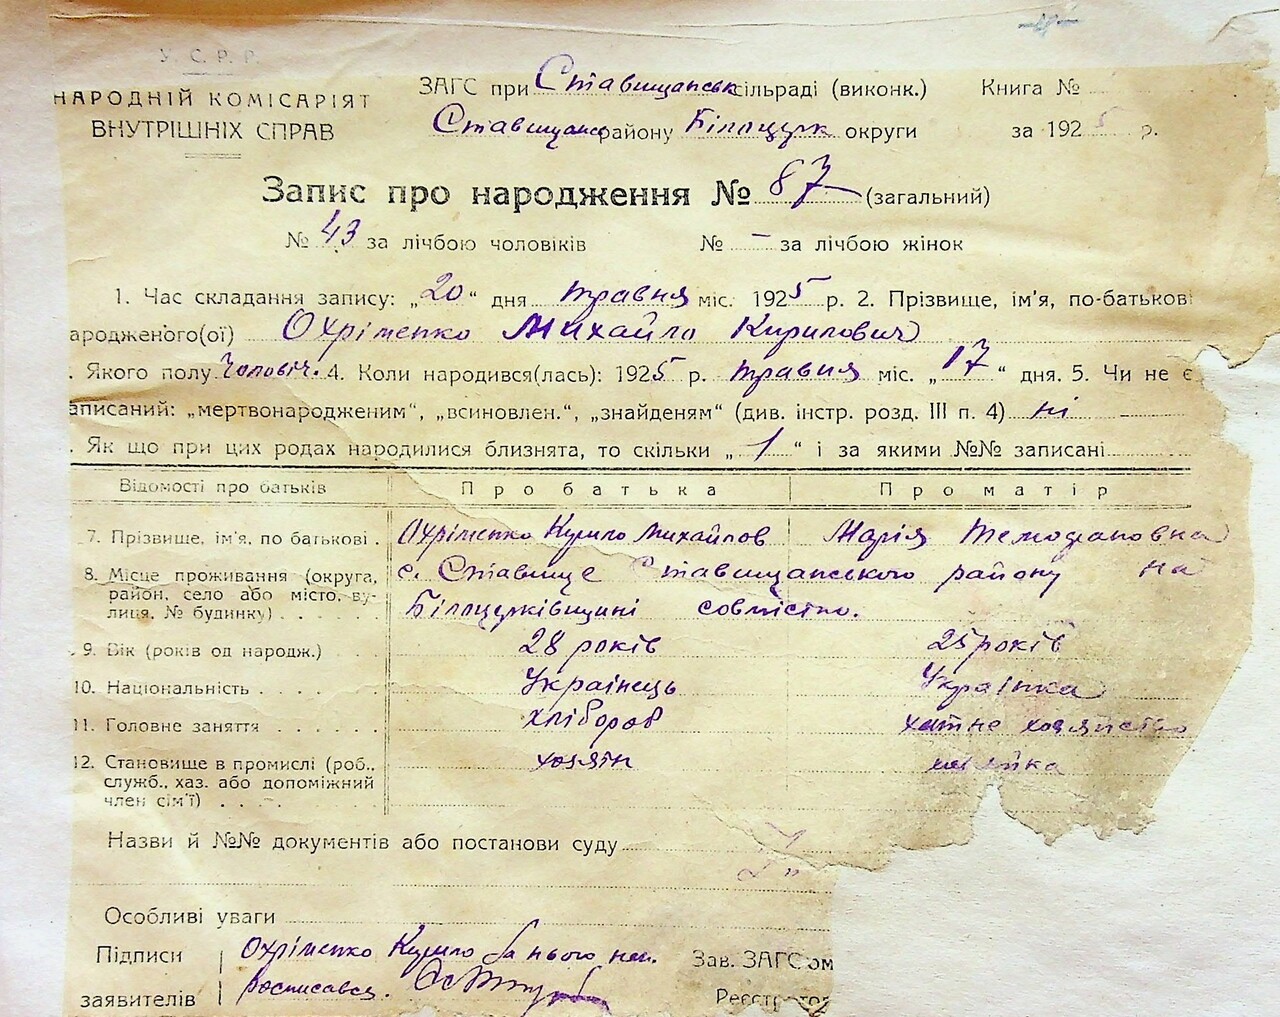 У. С. Р. Р.
НАРОДНІЙ КОМІСАРІЯТ
ВНУТРІШНІХ СПРАВ
ЗАГС при Ставищанськ сільраді (виконк.) Книга №
Ставищанс району Білоцерк округи за 1925 р.
Запис про народження № 87 (загальний)
№ 43 за лічбою чоловіків № – за лічбою жінок
1. Час складання запису: „20“ дня травня міс. 1925 р. 2. Прізвище, ім'я, по-батькові
ародженого(ої) Охріменко Михайло Кирилович
. Якого полу Чоловіч. 4. Коли народився(лась): 1925 р. травня міс. „17“ дня. 5. Чи не є
аписаний: „мертвонародженим“, „всиновлен.“, „знайденям“ (див. інстр. розд. III п. 4) ні
. Як що при цих родах народилися близнята, то скільки „1“ і за якими №№ записані
Відомості про батьків Про батька Про матір
7. Прізвище, ім'я, по батькові . Охріменко Кирило Михайлов Марія Темофановна
8. Місце проживання (округа, район, село або місто, вулиця, № будинку) . . . . . с. Ставище Ставищанського району на
Білоцерківщині совмістно.
9. Вік (років од народж.) 28 років 25 років
10. Національність . . . . . Українець Українка
11. Головне заняття . . . . . хлібороб хатне хозяйство
12. Становище в промислі (роб., служб., хаз. або допоміжний член сім'ї) . . . . хозяін
Назви й №№ документів або постанови суду
Особливі уваги
Підписи заявителів Охріменко Кирило за нього неп.
росписався.
Зав. ЗАГС'ом
Реєстратор